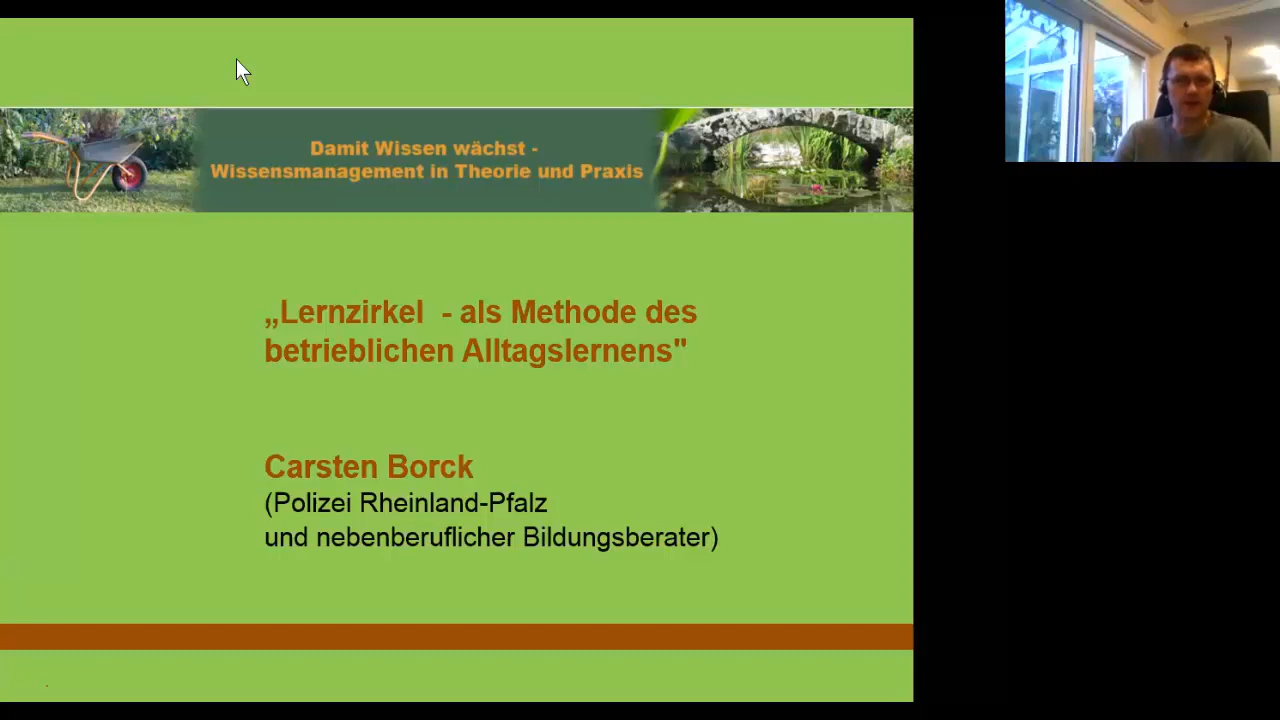 Damit Wissen wächst -
Wissensmanagement in Theorie und Praxis
„Lernzirkel - als Methode des
betrieblichen Alltagslernens"
Carsten Borck
(Polizei Rheinland-Pfalz
und nebenberuflicher Bildungsberater)